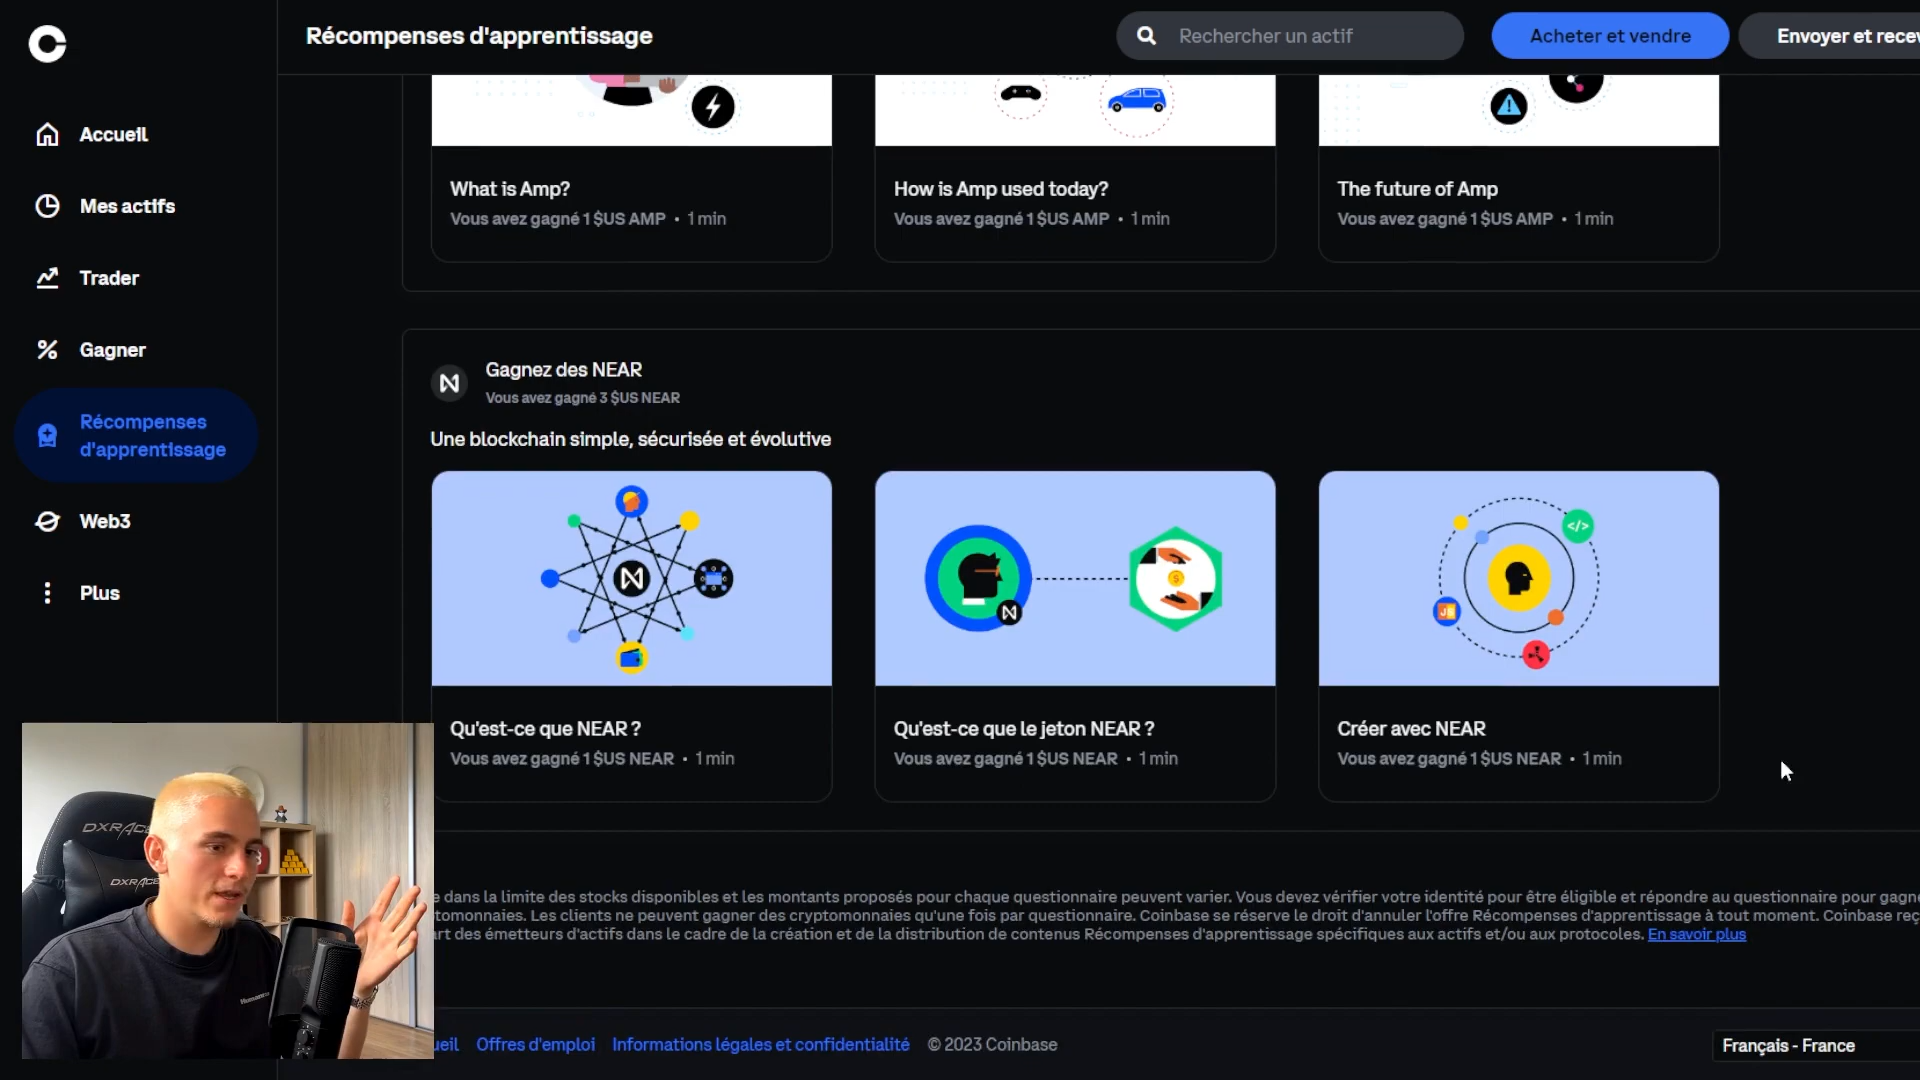 Récompenses d'apprentissage
Rechercher un actif
Acheter et vendre
Envoyer et recev
Accueil
Mes actifs
Trader
Gagner
Récompenses
d'apprentissage
Web3
Plus
What is Amp?
Vous avez gagné 1 $US AMP • 1 min
How is Amp used today?
Vous avez gagné 1 $US AMP • 1 min
The future of Amp
Vous avez gagné 1 $US AMP • 1 min
Gagnez des NEAR
Vous avez gagné 3 $US NEAR
Une blockchain simple, sécurisée et évolutive
Qu'est-ce que NEAR ?
Vous avez gagné 1 $US NEAR • 1 min
Qu'est-ce que le jeton NEAR ?
Vous avez gagné 1 $US NEAR • 1 min
</>
JS
Créer avec NEAR
Vous avez gagné 1 $US NEAR • 1 min
DXRACE
DXRACE
e dans la limite des stocks disponibles et les montants proposés pour chaque questionnaire peuvent varier. Vous devez vérifier votre identité pour être éligible et répondre au questionnaire pour gagne
tomonnaies. Les clients ne peuvent gagner des cryptomonnaies qu'une fois par questionnaire. Coinbase se réserve le droit d'annuler l'offre Récompenses d'apprentissage à tout moment. Coinbase reç
rt des émetteurs d'actifs dans le cadre de la création et de la distribution de contenus Récompenses d'apprentissage spécifiques aux actifs et/ou aux protocoles. En savoir plus
ueil
Offres d'emploi
Informations légales et confidentialité
© 2023 Coinbase
Français - France